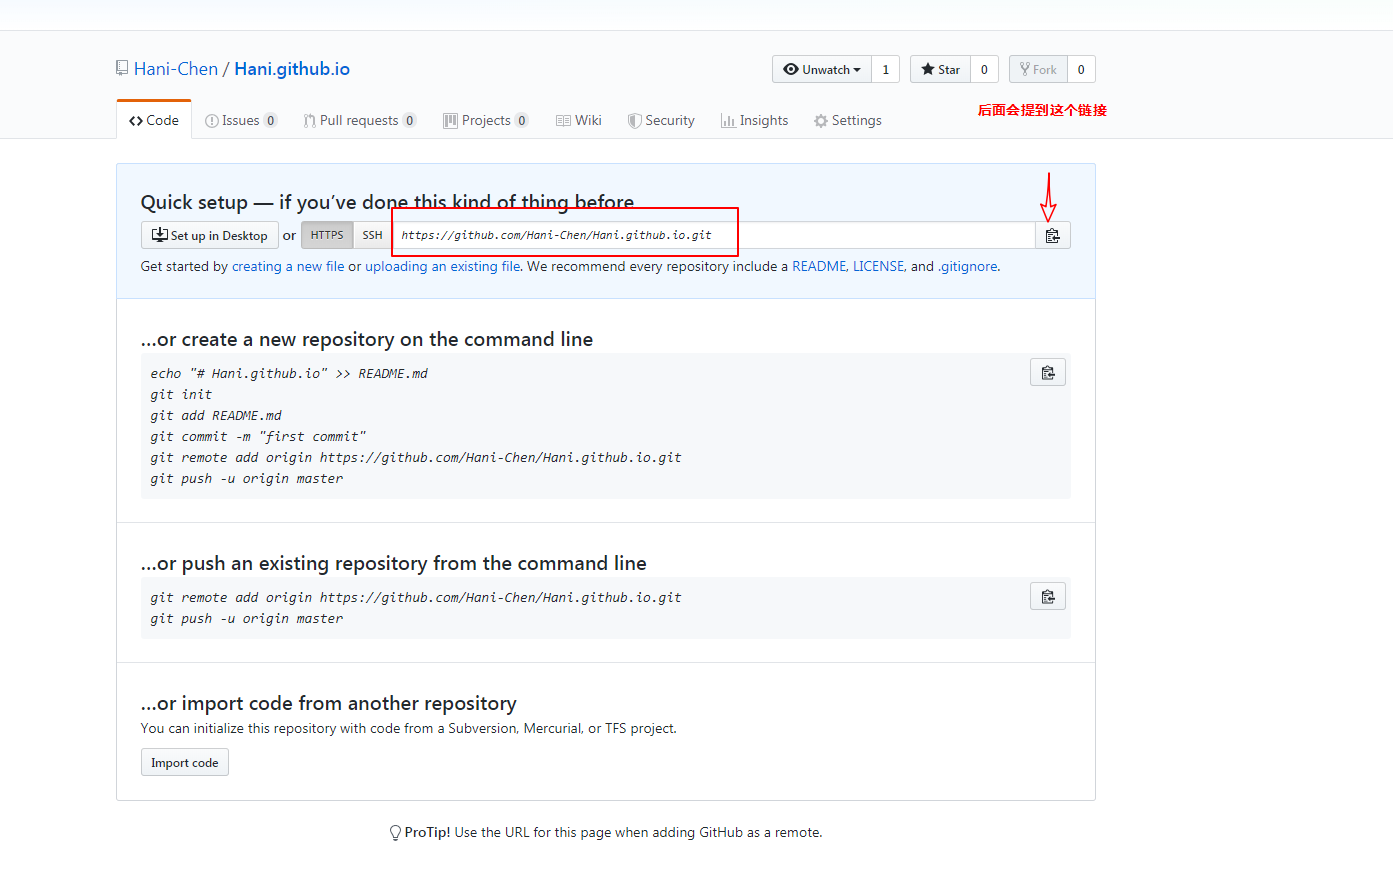 Hani-Chen / Hani.github.io
Unwatch 1 Star 0 Fork 0
Code Issues 0 Pull requests 0 Projects 0 Wiki Security Insights Settings
后面会提到这个链接
Quick setup — if you’ve done this kind of thing before
Set up in Desktop or HTTPS SSH https://github.com/Hani-Chen/Hani.github.io.git
Get started by creating a new file or uploading an existing file. We recommend every repository include a README, LICENSE, and .gitignore.
…or create a new repository on the command line
echo "# Hani.github.io" >> README.md
git init
git add README.md
git commit -m "first commit"
git remote add origin https://github.com/Hani-Chen/Hani.github.io.git
git push -u origin master
…or push an existing repository from the command line
git remote add origin https://github.com/Hani-Chen/Hani.github.io.git
git push -u origin master
…or import code from another repository
You can initialize this repository with code from a Subversion, Mercurial, or TFS project.
Import code
ProTip! Use the URL for this page when adding GitHub as a remote.